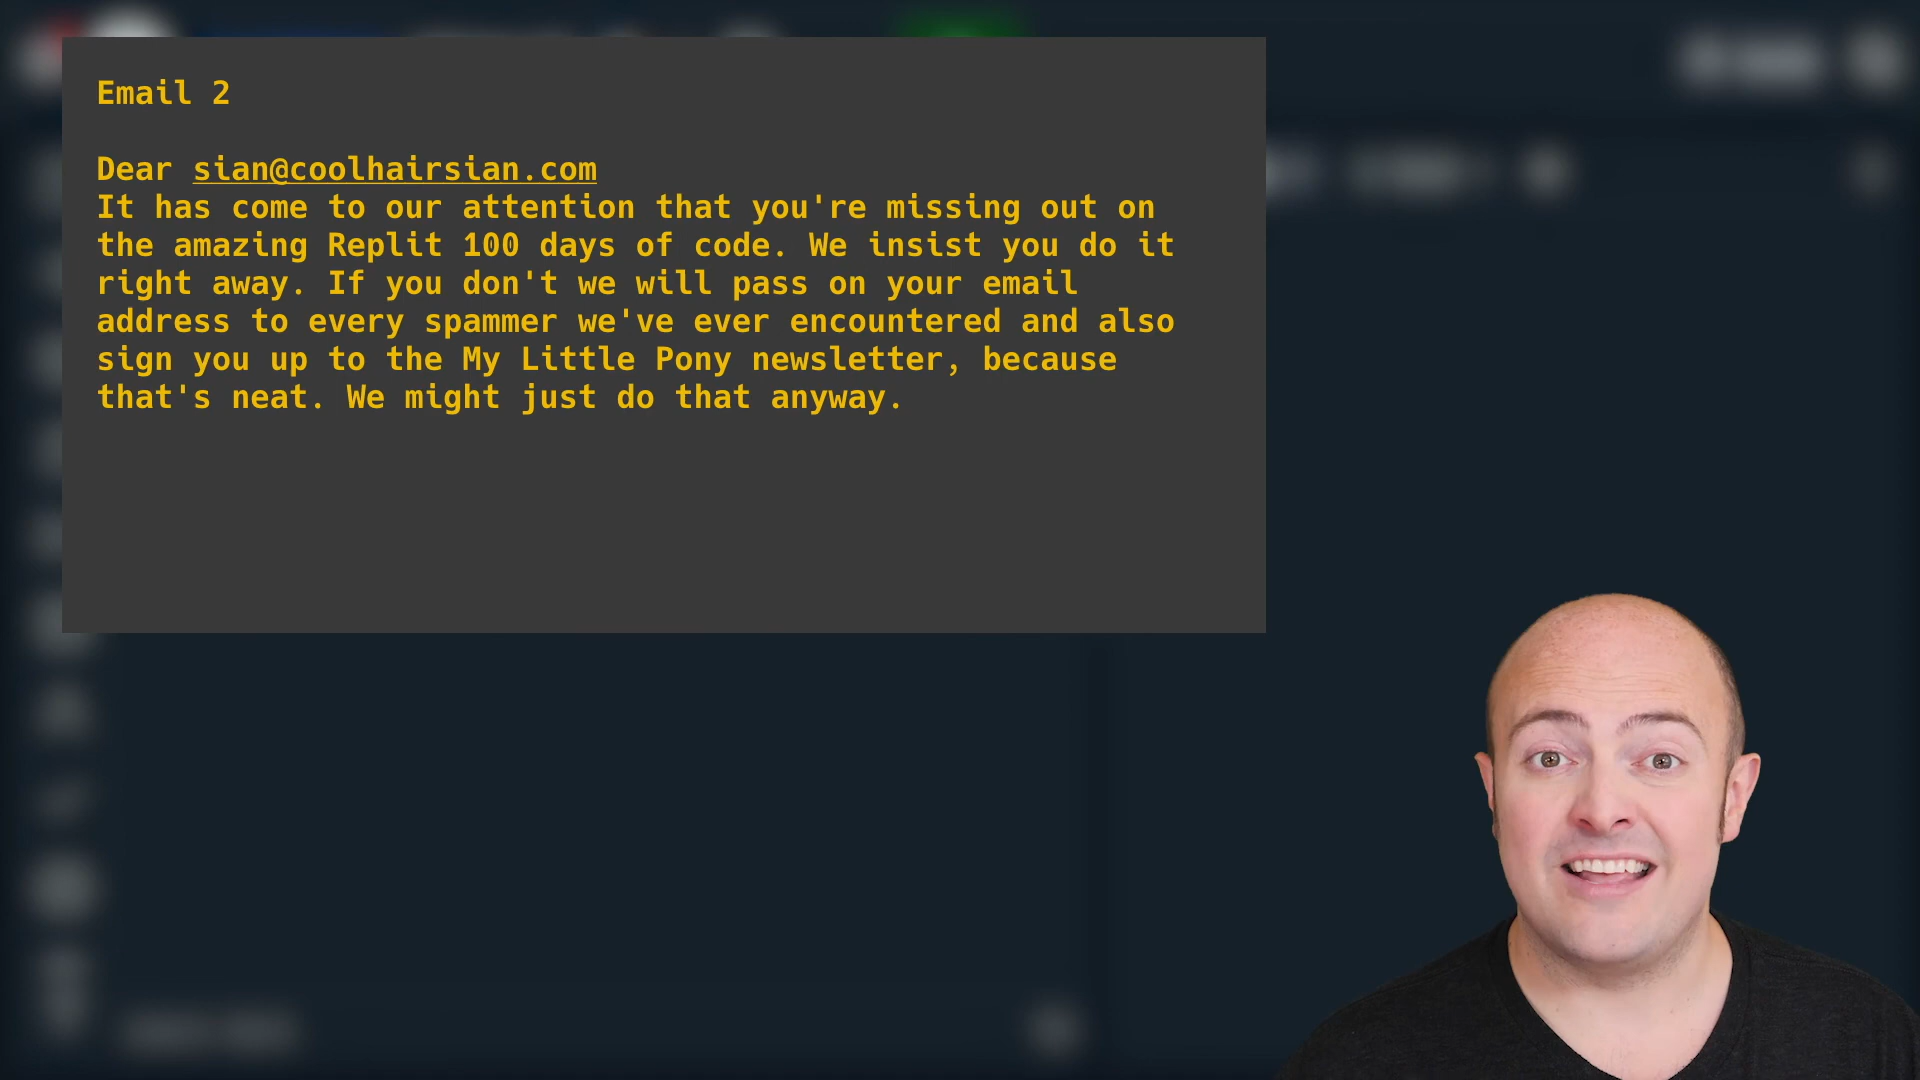 Email 2
Dear sian@coolhairsian.com
It has come to our attention that you're missing out on
the amazing Replit 100 days of code. We insist you do it
right away. If you don't we will pass on your email
address to every spammer we've ever encountered and also
sign you up to the My Little Pony newsletter, because
that's neat. We might just do that anyway.